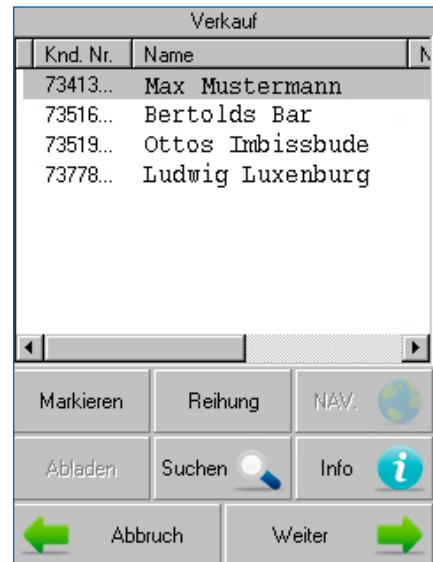 Verkauf
Knd. Nr. Name N
73413... Max Mustermann
73516... Bertolds Bar
73519... Ottos Imbissbude
73778... Ludwig Luxenburg
Markieren Reihung NAV.
Abladen Suchen Info i
Abbruch Weiter